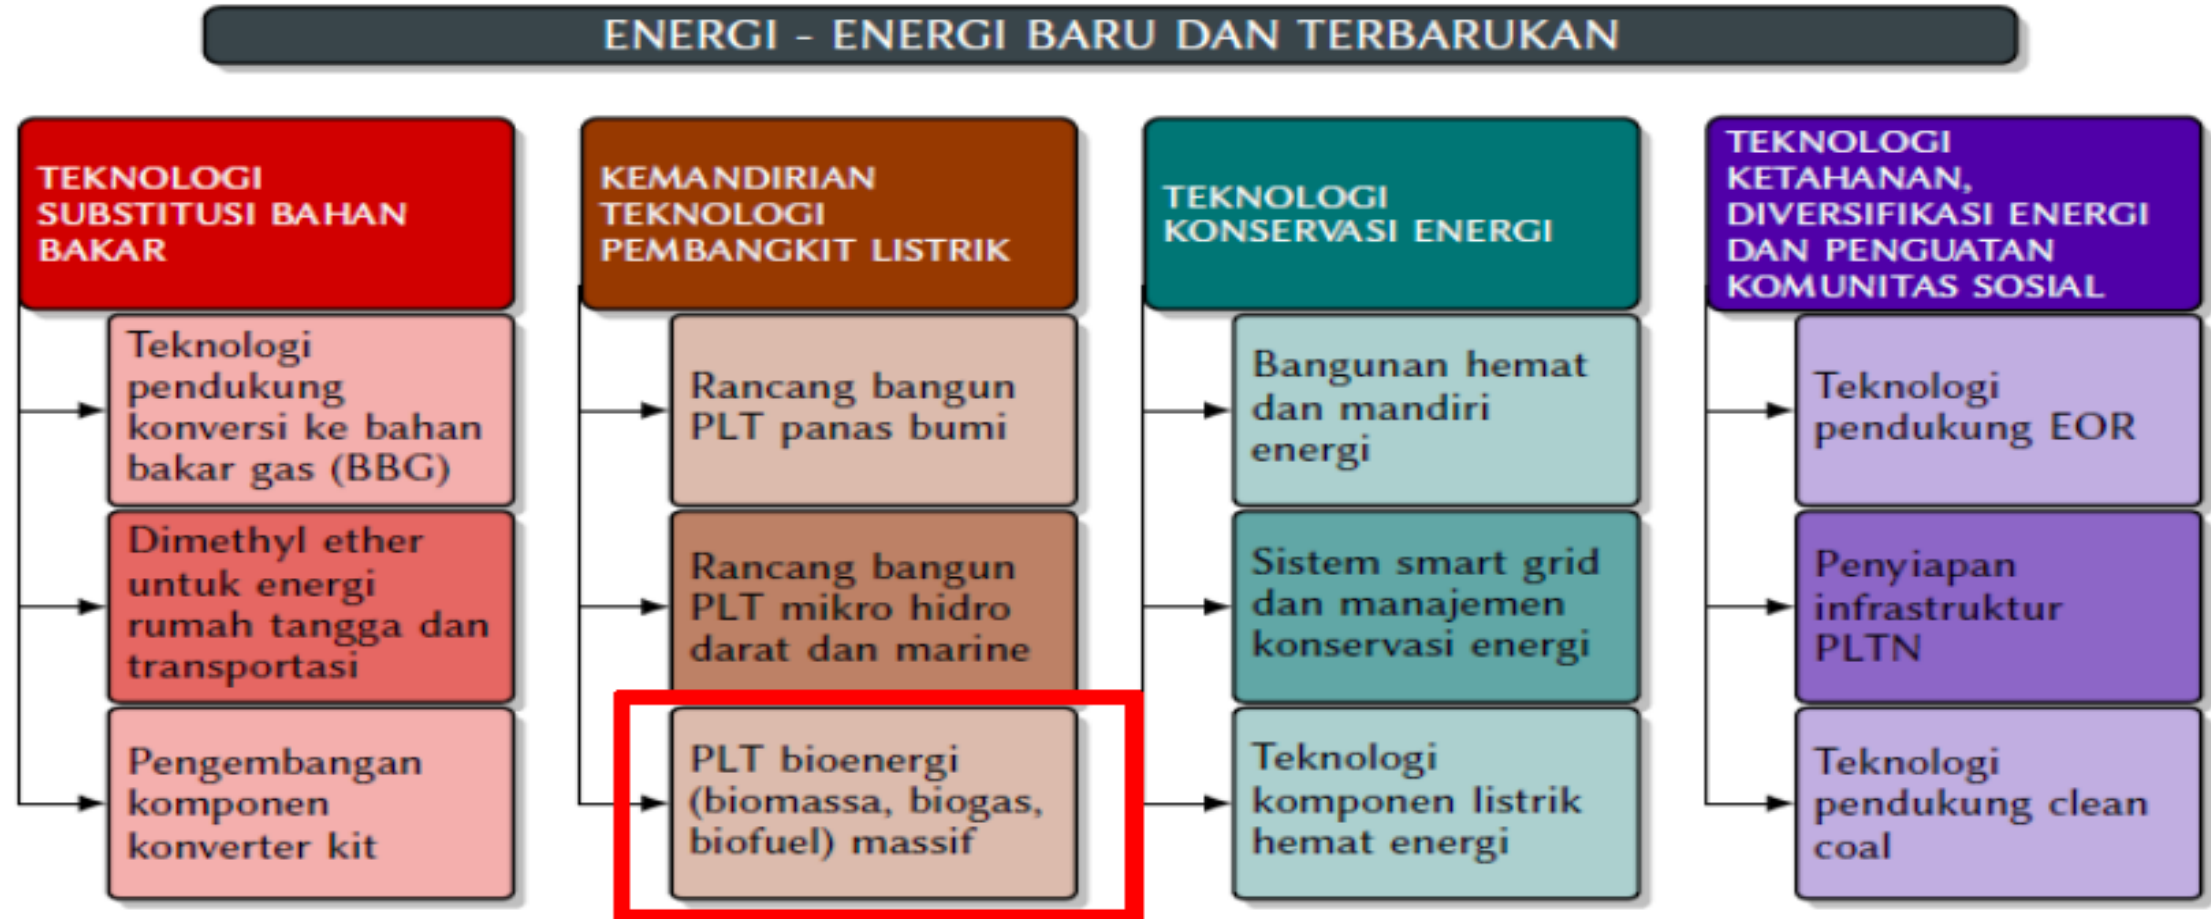 ENERGI - ENERGI BARU DAN TERBARUKAN
TEKNOLOGI
SUBSTITUSI BAHAN
BAKAR
Teknologi
pendukung
konversi ke bahan
bakar gas (BBG)
Dimethyl ether
untuk energi
rumah tangga dan
transportasi
Pengembangan
komponen
konverter kit
KEMANDIRIAN
TEKNOLOGI
PEMBANGKIT LISTRIK
Rancang bangun
PLT panas bumi
Rancang bangun
PLT mikro hidro
darat dan marine
PLT bioenergi
(biomassa, biogas,
biofuel) massif
TEKNOLOGI
KONSERVASI ENERGI
Bangunan hemat
dan mandiri
energi
Sistem smart grid
dan manajemen
konservasi energi
Teknologi
komponen listrik
hemat energi
TEKNOLOGI
KETAHANAN,
DIVERSIFIKASI ENERGI
DAN PENGUATAN
KOMUNITAS SOSIAL
Teknologi
pendukung EOR
Penyiapan
infrastruktur
PLTN
Teknologi
pendukung clean
coal